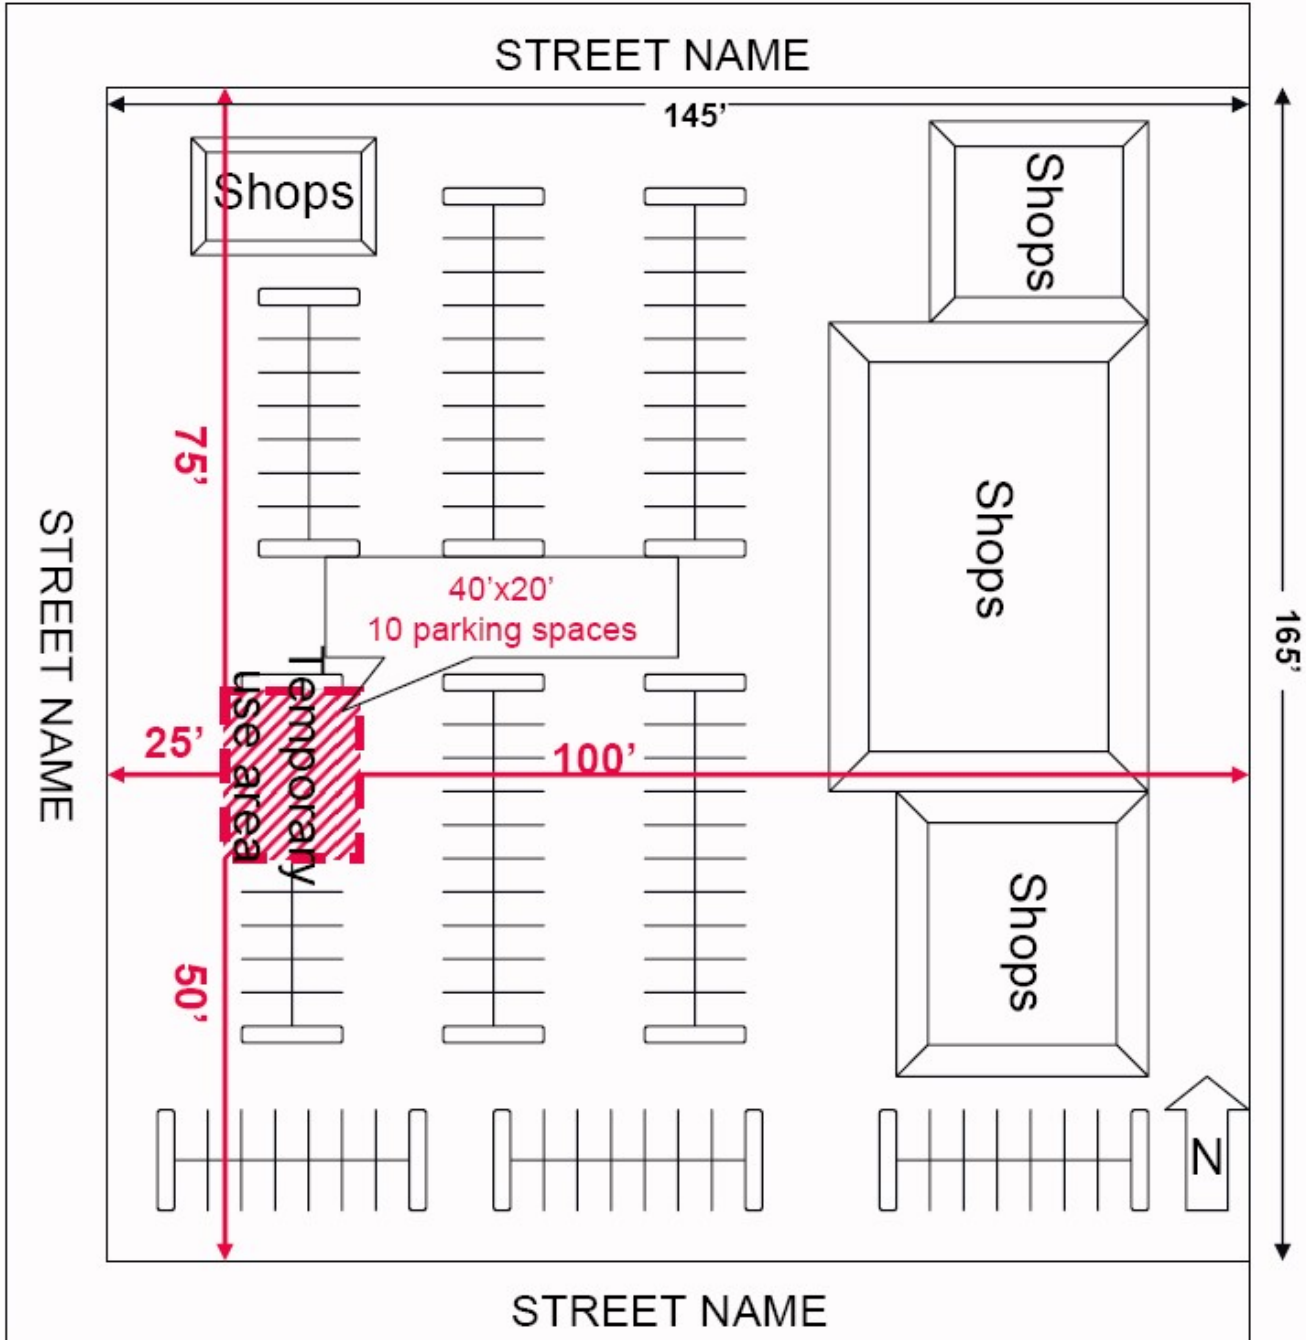 STREET NAME
145’
Shops
Shops
75’
STREET NAME
Shops
40’x20’
10 parking spaces
165’
Temporary
use area
25’
100’
Shops
50’
N
STREET NAME